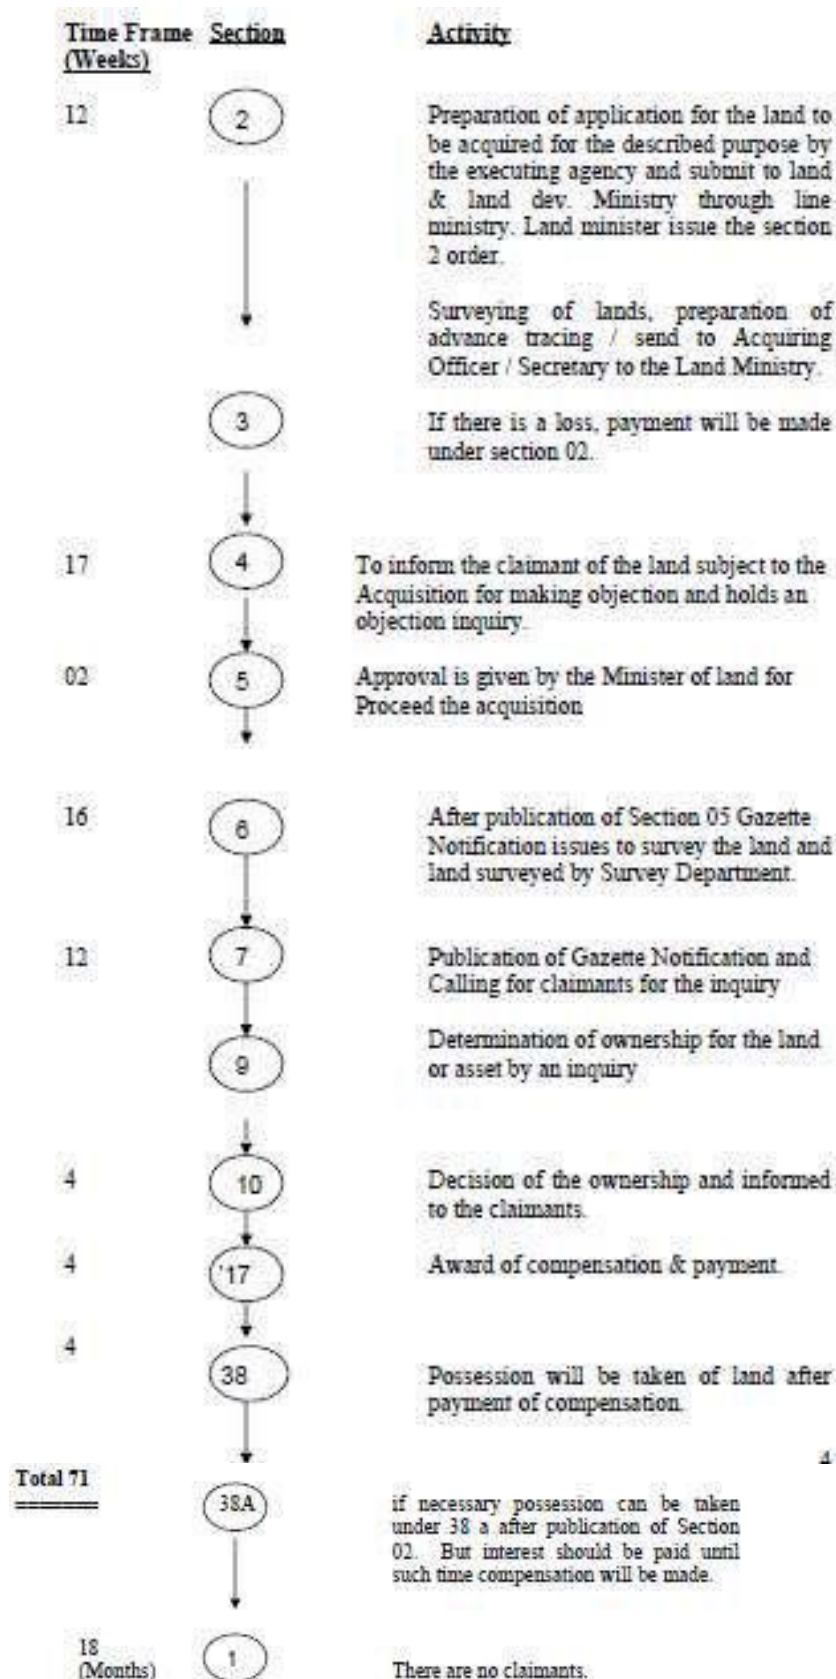 Time Frame Section Activity
(Weeks)
12 2 Preparation of application for the land to
be acquired for the described purpose by
the executing agency and submit to land
& land dev. Ministry through line
ministry. Land minister issue the section
2 order.
Surveying of lands, preparation of
advance tracing / send to Acquiring
Officer / Secretary to the Land Ministry.
3 If there is a loss, payment will be made
under section 02.
17 4 To inform the claimant of the land subject to the
Acquisition for making objection and holds an
objection inquiry.
02 5 Approval is given by the Minister of land for
Proceed the acquisition
16 6 After publication of Section 05 Gazette
Notification issues to survey the land and
land surveyed by Survey Department.
12 7 Publication of Gazette Notification and
Calling for claimants for the inquiry
9 Determination of ownership for the land
or asset by an inquiry
4 10 Decision of the ownership and informed
to the claimants.
4 '17 Award of compensation & payment.
4 38 Possession will be taken of land after
payment of compensation.
4
Total 71
38A if necessary possession can be taken
under 38 a after publication of Section
02. But interest should be paid until
such time compensation will be made.
18 1 There are no claimants.
(Months)